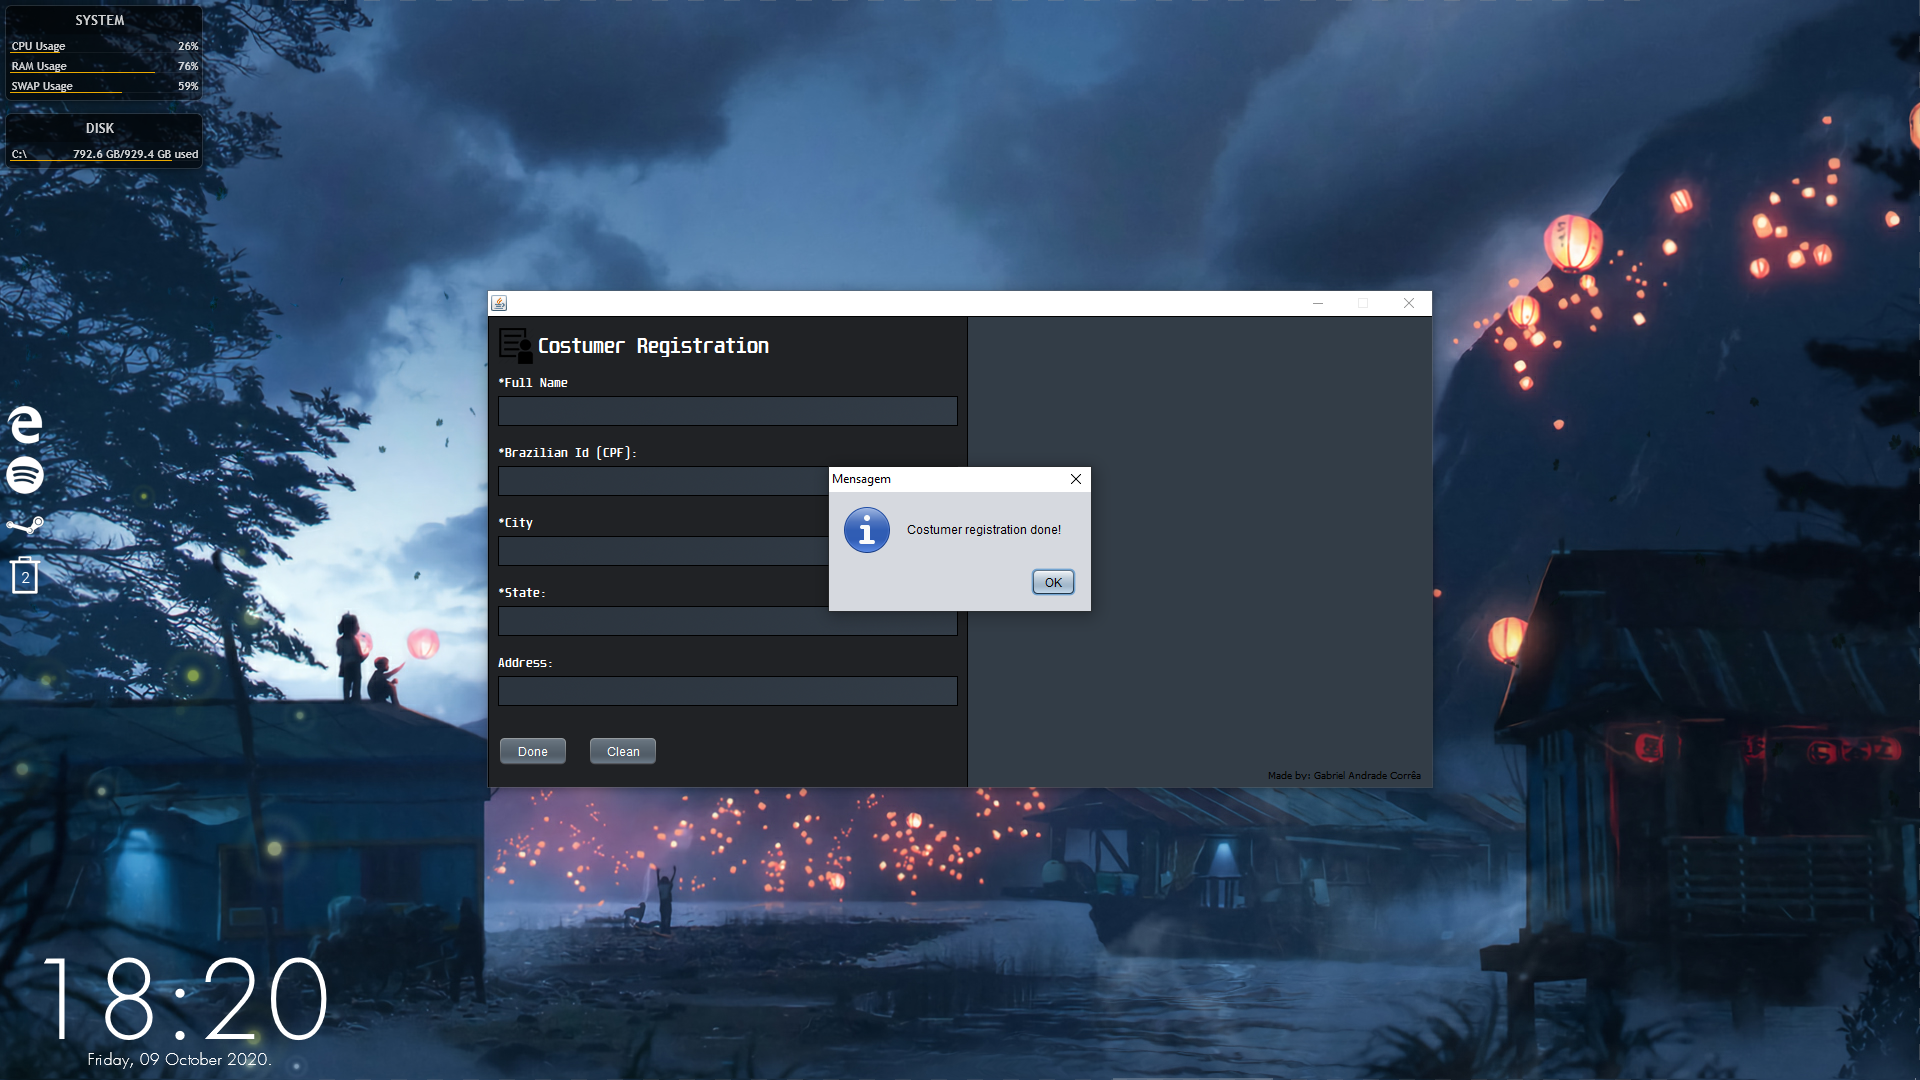 SYSTEM
CPU Usage 26%
RAM Usage 76%
SWAP Usage 59%
DISK
C:\ 792.6 GB/929.4 GB used
Costumer Registration
*Full Name
*Brazilian Id (CPF):
*City
*State:
Address:
Done Clean
Mensagem
Costumer registration done!
OK
Made by: Gabriel Andrade Corrêa
2
18:20
Friday, 09 October 2020.